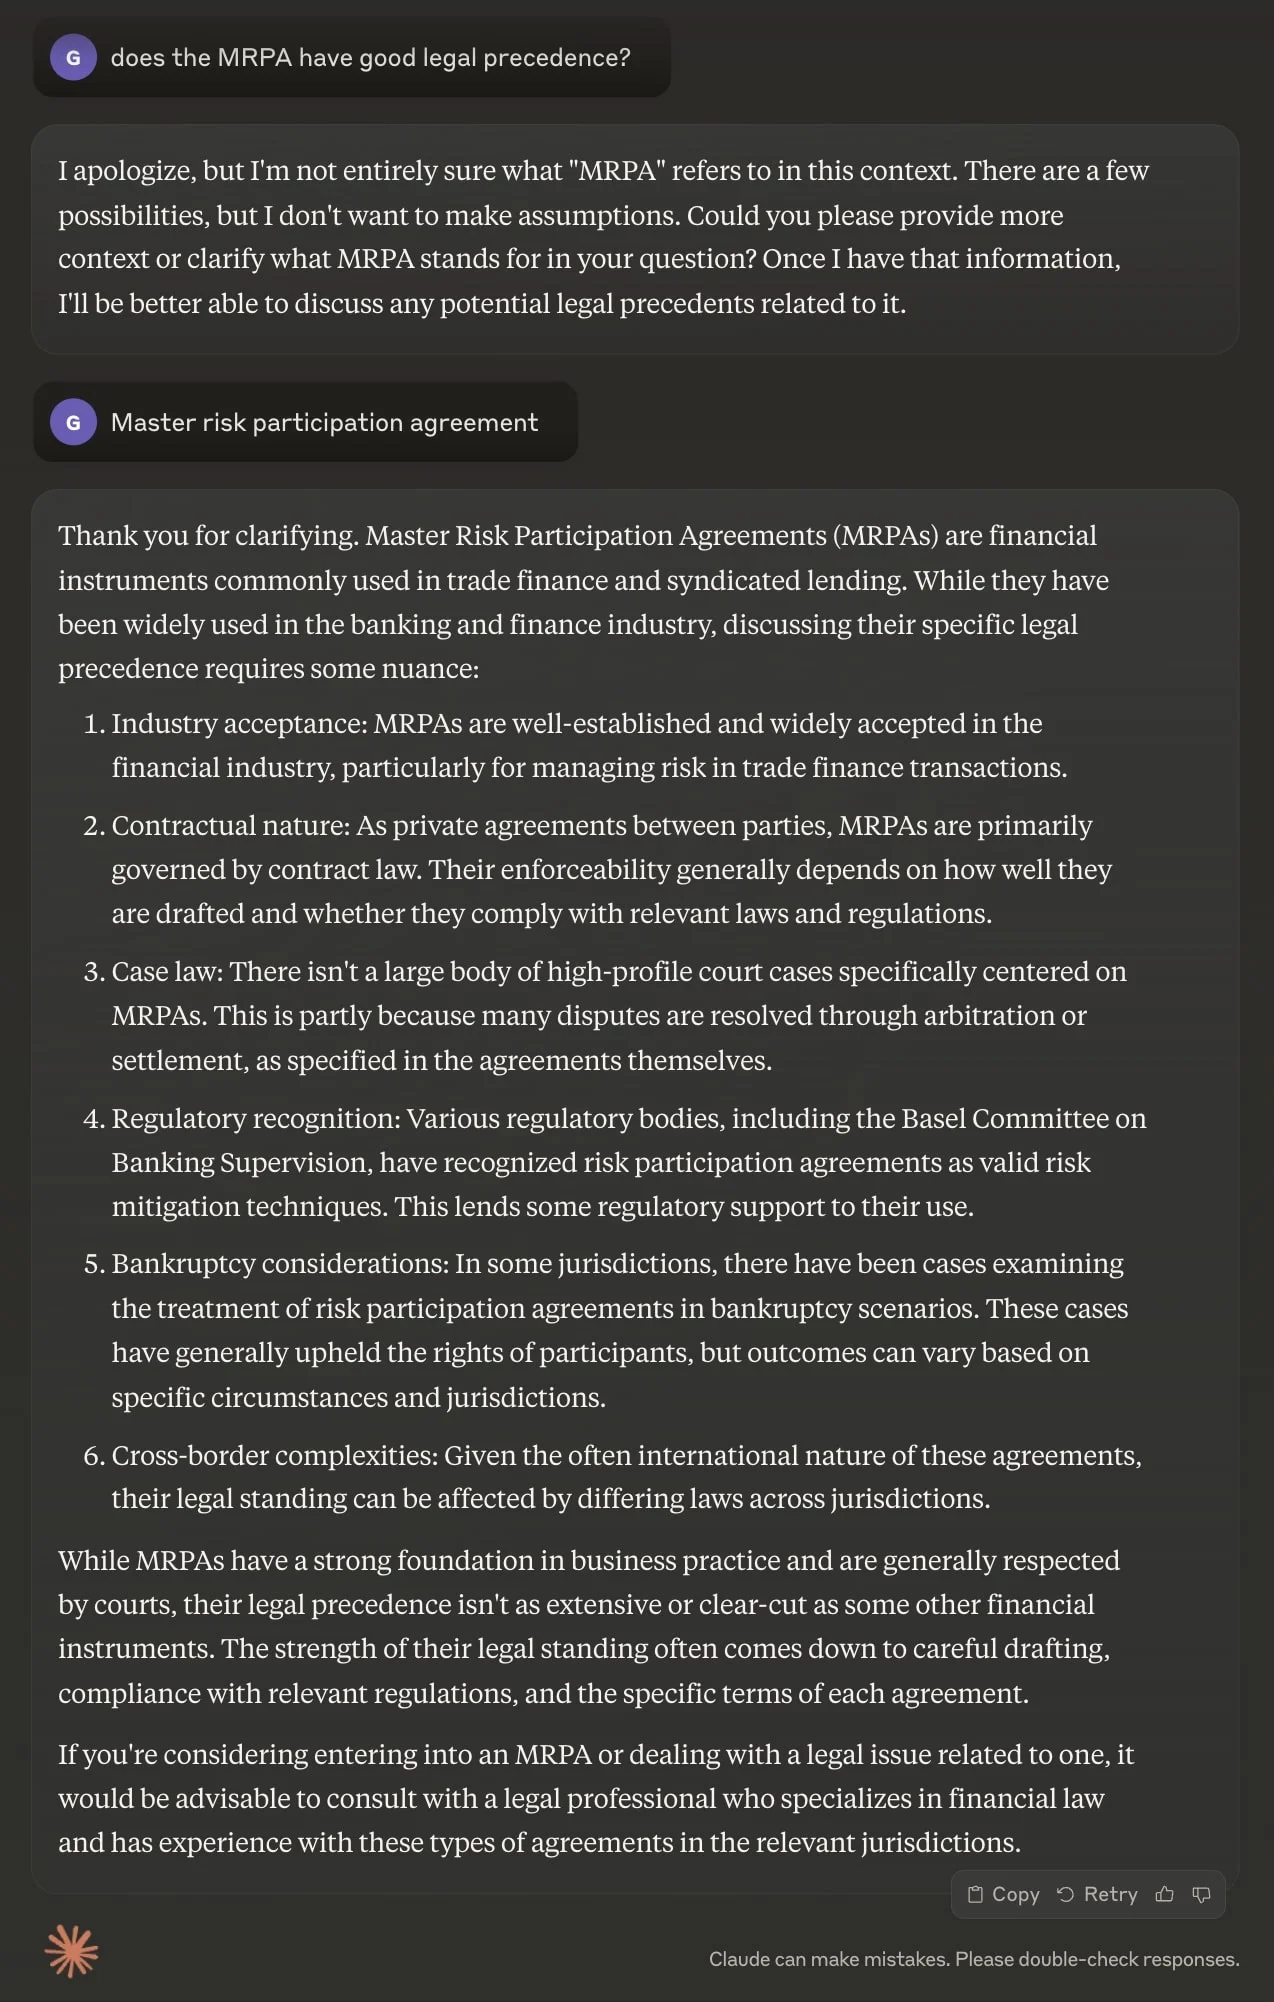 G does the MRPA have good legal precedence?
I apologize, but I'm not entirely sure what "MRPA" refers to in this context. There are a few
possibilities, but I don't want to make assumptions. Could you please provide more
context or clarify what MRPA stands for in your question? Once I have that information,
I'll be better able to discuss any potential legal precedents related to it.
G Master risk participation agreement
Thank you for clarifying. Master Risk Participation Agreements (MRPAs) are financial
instruments commonly used in trade finance and syndicated lending. While they have
been widely used in the banking and finance industry, discussing their specific legal
precedence requires some nuance:
1. Industry acceptance: MRPAs are well-established and widely accepted in the
financial industry, particularly for managing risk in trade finance transactions.
2. Contractual nature: As private agreements between parties, MRPAs are primarily
governed by contract law. Their enforceability generally depends on how well they
are drafted and whether they comply with relevant laws and regulations.
3. Case law: There isn't a large body of high-profile court cases specifically centered on
MRPAs. This is partly because many disputes are resolved through arbitration or
settlement, as specified in the agreements themselves.
4. Regulatory recognition: Various regulatory bodies, including the Basel Committee on
Banking Supervision, have recognized risk participation agreements as valid risk
mitigation techniques. This lends some regulatory support to their use.
5. Bankruptcy considerations: In some jurisdictions, there have been cases examining
the treatment of risk participation agreements in bankruptcy scenarios. These cases
have generally upheld the rights of participants, but outcomes can vary based on
specific circumstances and jurisdictions.
6. Cross-border complexities: Given the often international nature of these agreements,
their legal standing can be affected by differing laws across jurisdictions.
While MRPAs have a strong foundation in business practice and are generally respected
by courts, their legal precedence isn't as extensive or clear-cut as some other financial
instruments. The strength of their legal standing often comes down to careful drafting,
compliance with relevant regulations, and the specific terms of each agreement.
If you're considering entering into an MRPA or dealing with a legal issue related to one, it
would be advisable to consult with a legal professional who specializes in financial law
and has experience with these types of agreements in the relevant jurisdictions.
Copy Retry
Claude can make mistakes. Please double-check responses.